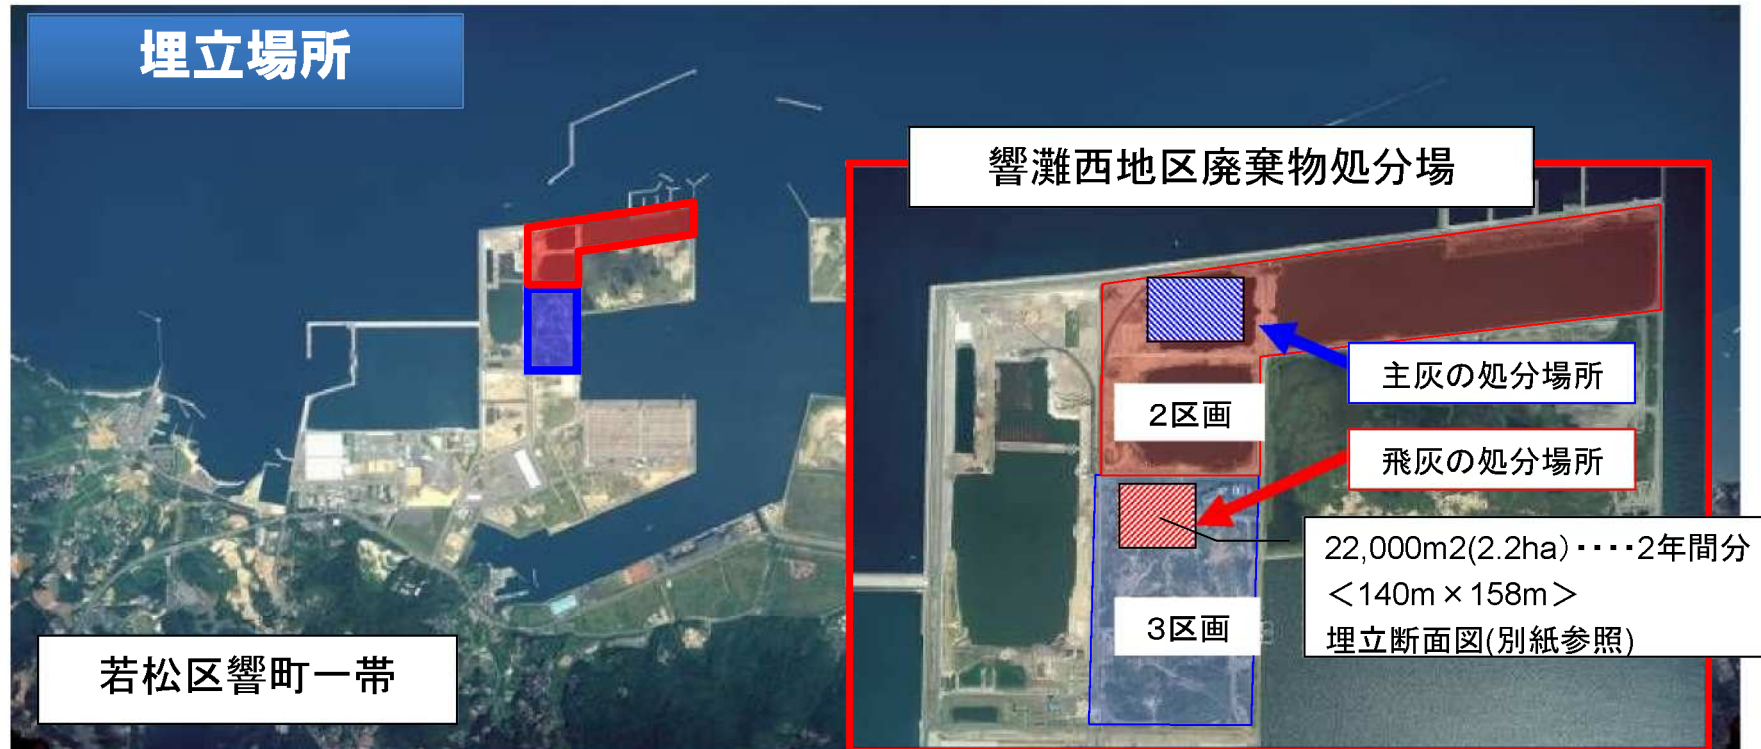 埋立場所
響灘西地区廃棄物処分場
主灰の処分場所
2区画
飛灰の処分場所
22,000m2(2.2ha)････2年間分
＜140m×158m＞
埋立断面図(別紙参照)
3区画
若松区響町一帯